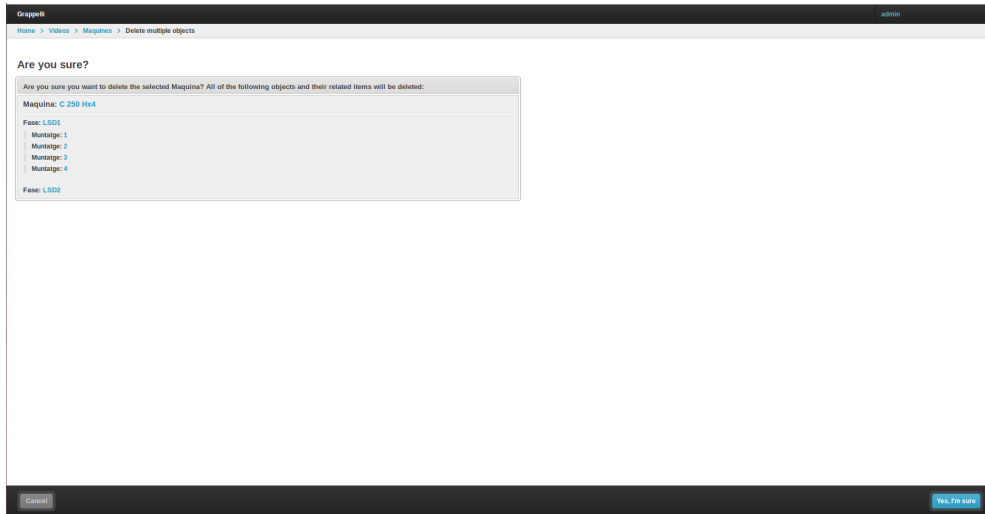 Grappelli
admin
Home > Videos > Maquines > Delete multiple objects
Are you sure?
Are you sure you want to delete the selected Maquina? All of the following objects and their related items will be deleted:
Maquina: C 250 Hx4
Fase: LSD1
Muntatge: 1
Muntatge: 2
Muntatge: 3
Muntatge: 4
Fase: LSD2
Cancel
Yes, I'm sure